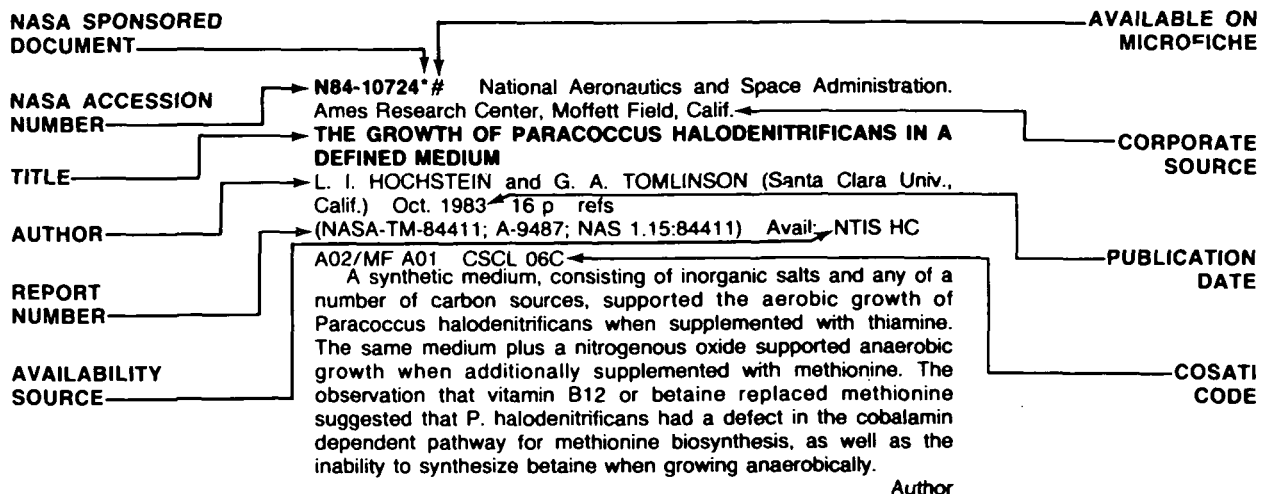 NASA SPONSORED
DOCUMENT
AVAILABLE ON
MICROFICHE
NASA ACCESSION
NUMBER
TITLE
AUTHOR
REPORT
NUMBER
AVAILABILITY
SOURCE
N84-10724*# National Aeronautics and Space Administration.
Ames Research Center, Moffett Field, Calif.
THE GROWTH OF PARACOCCUS HALODENITRIFICANS IN A
DEFINED MEDIUM
L. I. HOCHSTEIN and G. A. TOMLINSON (Santa Clara Univ.,
Calif.) Oct. 1983 16 p refs
(NASA-TM-84411; A-9487; NAS 1.15:84411) Avail: NTIS HC
A02/MF A01 CSCL 06C
A synthetic medium, consisting of inorganic salts and any of a
number of carbon sources, supported the aerobic growth of
Paracoccus halodenitrificans when supplemented with thiamine.
The same medium plus a nitrogenous oxide supported anaerobic
growth when additionally supplemented with methionine. The
observation that vitamin B12 or betaine replaced methionine
suggested that P. halodenitrificans had a defect in the cobalamin
dependent pathway for methionine biosynthesis, as well as the
inability to synthesize betaine when growing anaerobically.
Author
CORPORATE
SOURCE
PUBLICATION
DATE
COSATI
CODE